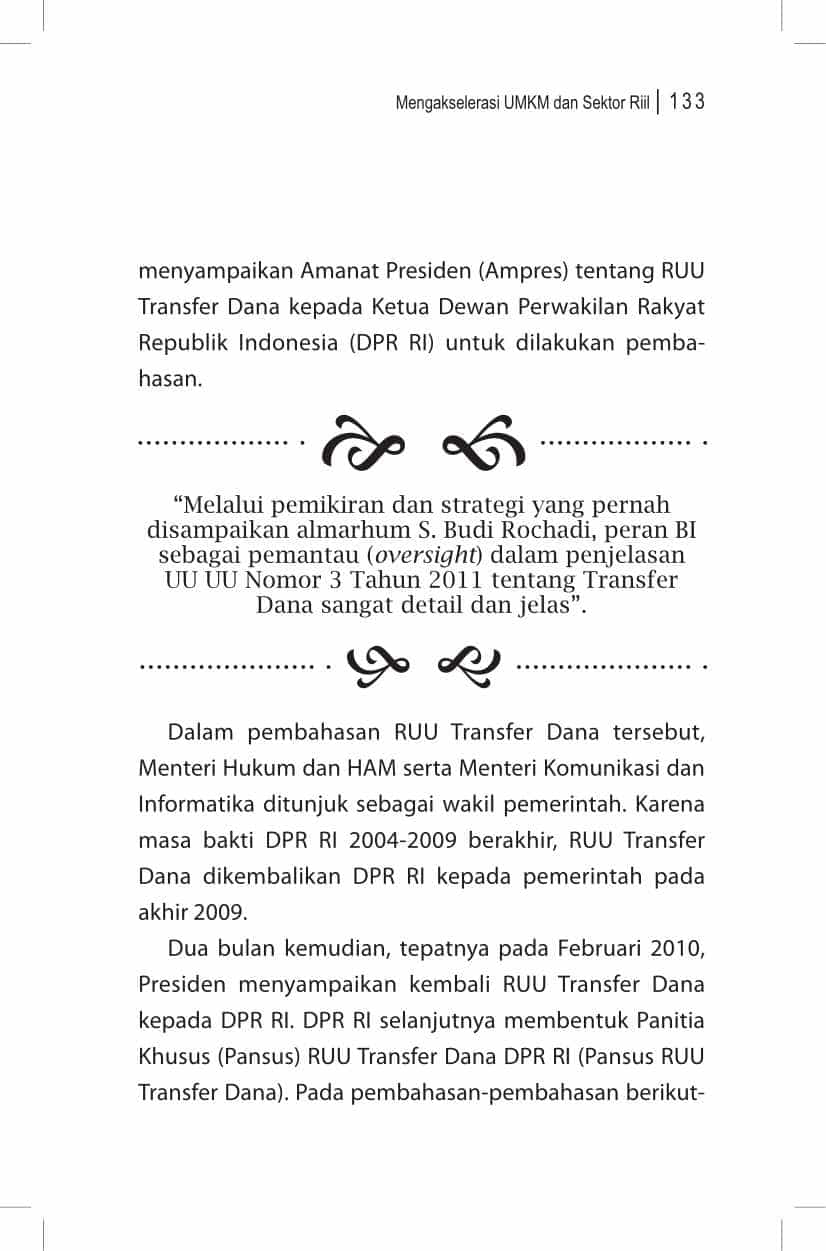 Mengakselerasi UMKM dan Sektor Riil | 133
menyampaikan Amanat Presiden (Ampres) tentang RUU
Transfer Dana kepada Ketua Dewan Perwakilan Rakyat
Republik Indonesia (DPR RI) untuk dilakukan pemba-
hasan.
“Melalui pemikiran dan strategi yang pernah
disampaikan almarhum S. Budi Rochadi, peran BI
sebagai pemantau (oversight) dalam penjelasan
UU UU Nomor 3 Tahun 2011 tentang Transfer
Dana sangat detail dan jelas”.
Dalam pembahasan RUU Transfer Dana tersebut,
Menteri Hukum dan HAM serta Menteri Komunikasi dan
Informatika ditunjuk sebagai wakil pemerintah. Karena
masa bakti DPR RI 2004-2009 berakhir, RUU Transfer
Dana dikembalikan DPR RI kepada pemerintah pada
akhir 2009.
Dua bulan kemudian, tepatnya pada Februari 2010,
Presiden menyampaikan kembali RUU Transfer Dana
kepada DPR RI. DPR RI selanjutnya membentuk Panitia
Khusus (Pansus) RUU Transfer Dana DPR RI (Pansus RUU
Transfer Dana). Pada pembahasan-pembahasan berikut-